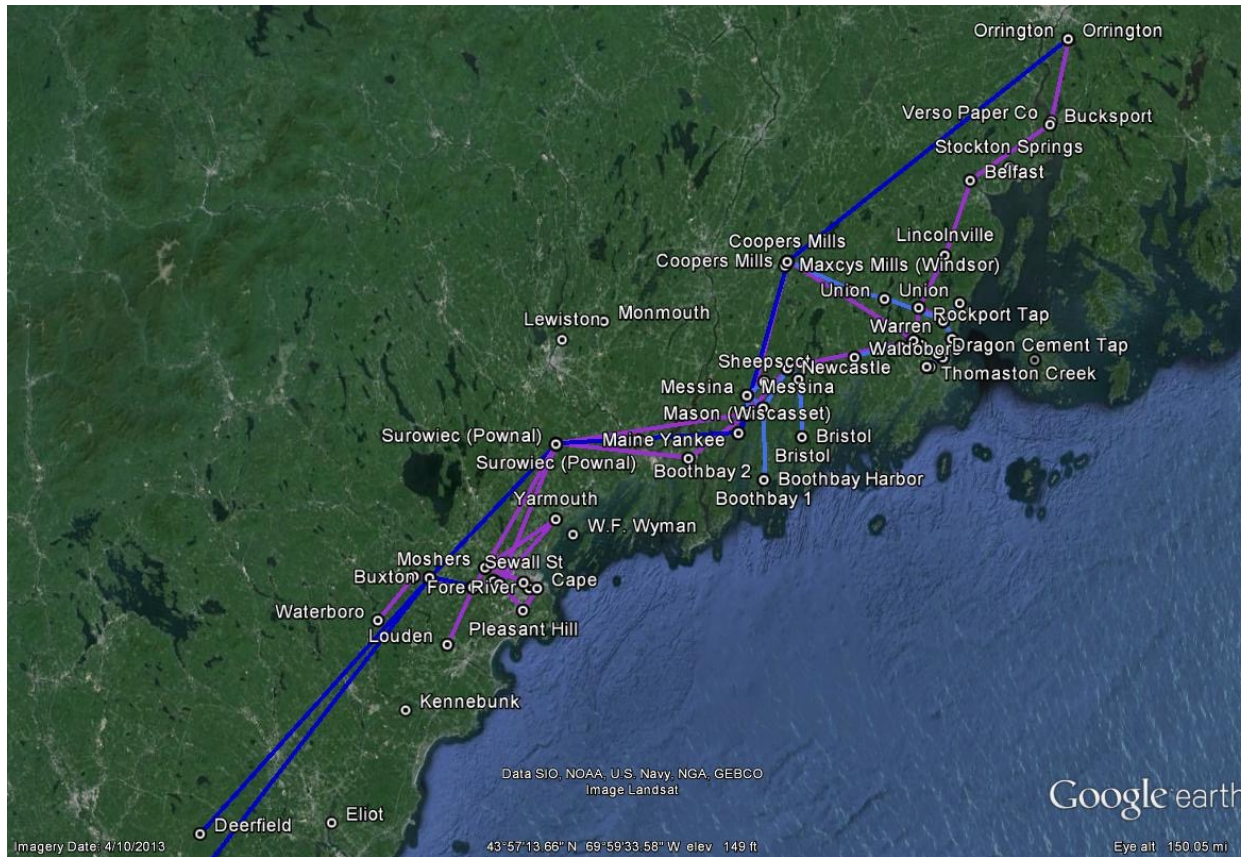 Orrington
Orrington
Verso Paper Co
Bucksport
Stockton Springs
Belfast
Lincolnville
Coopers Mills
Coopers Mills
Maxcys Mills (Windsor)
Union
Union
Rockport Tap
Lewiston
Monmouth
Warren
Dragon Cement Tap
Waldoboro
Sheepscot
Newcastle
Thomaston Creek
Messina
Messina
Mason (Wiscasset)
Surowiec (Pownal)
Maine Yankee
Bristol
Bristol
Surowiec (Pownal)
Boothbay 2
Boothbay Harbor
Boothbay 1
Yarmouth
W.F. Wyman
Moshers
Sewall St
Buxton
Fore River
Cape
Waterboro
Louden
Pleasant Hill
Kennebunk
Data SIO, NOAA, U.S. Navy, NGA, GEBCO
Image Landsat
Google earth
Deerfield
Eliot
Imagery Date: 4/10/2013
43°57'13.66" N 69°59'33.58" W elev 149 ft
Eye alt 150.05 mi